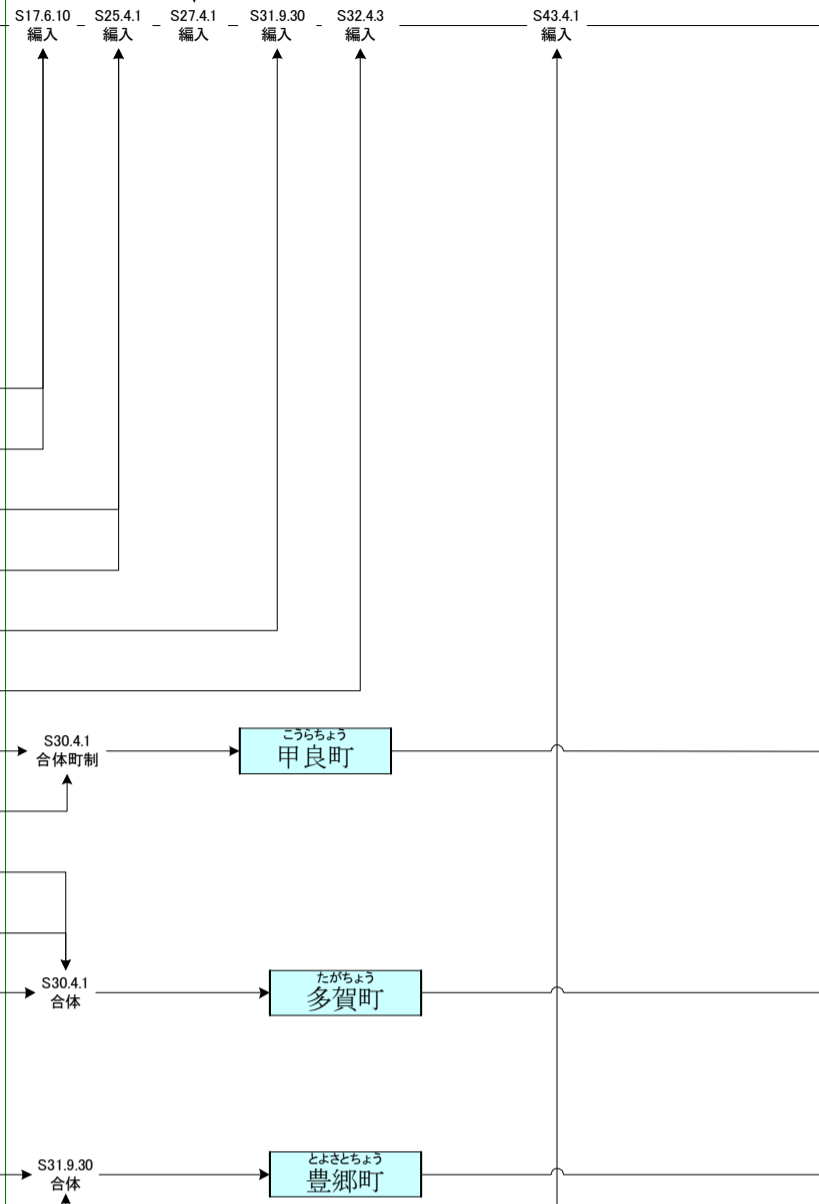 S17.6.10
編入
S25.4.1
編入
S27.4.1
編入
S31.9.30
編入
S32.4.3
編入
S43.4.1
編入
S30.4.1
合体町制
こうらちょう
甲良町
S30.4.1
合体
たがちょう
多賀町
S31.9.30
合体
とよさとちょう
豊郷町